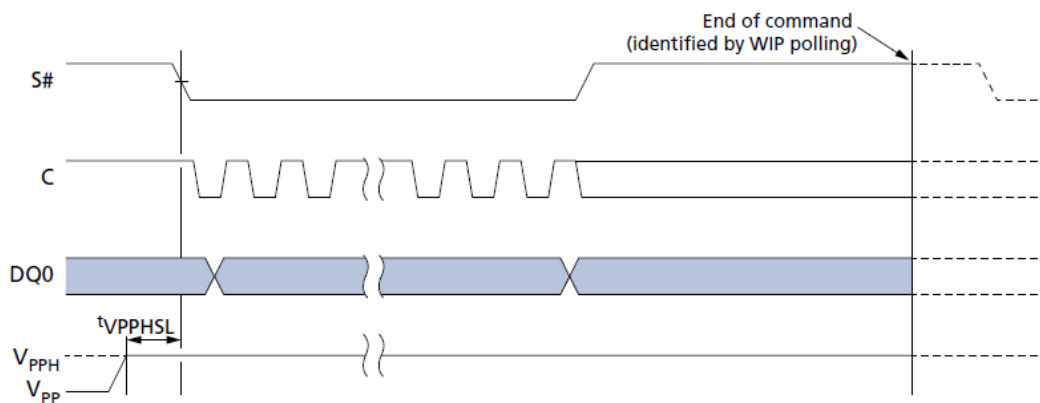 End of command
(identified by WIP polling)
S#
C
DQ0
tVPPHSL
VPPH
VPP